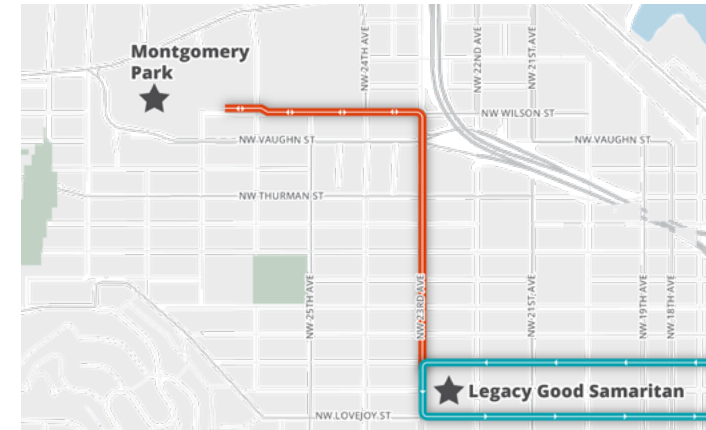 Montgomery
Park
NW 24TH AVE
NW 22ND AVE
NW 21ST AVE
NW WILSON ST
NW VAUGHN ST
NW VAUGHN ST
NW THURMAN ST
NW 25TH AVE
NW 23RD AVE
NW 21ST AVE
NW 19TH AVE
NW 18TH AVE
Legacy Good Samaritan
NW LOVEJOY ST